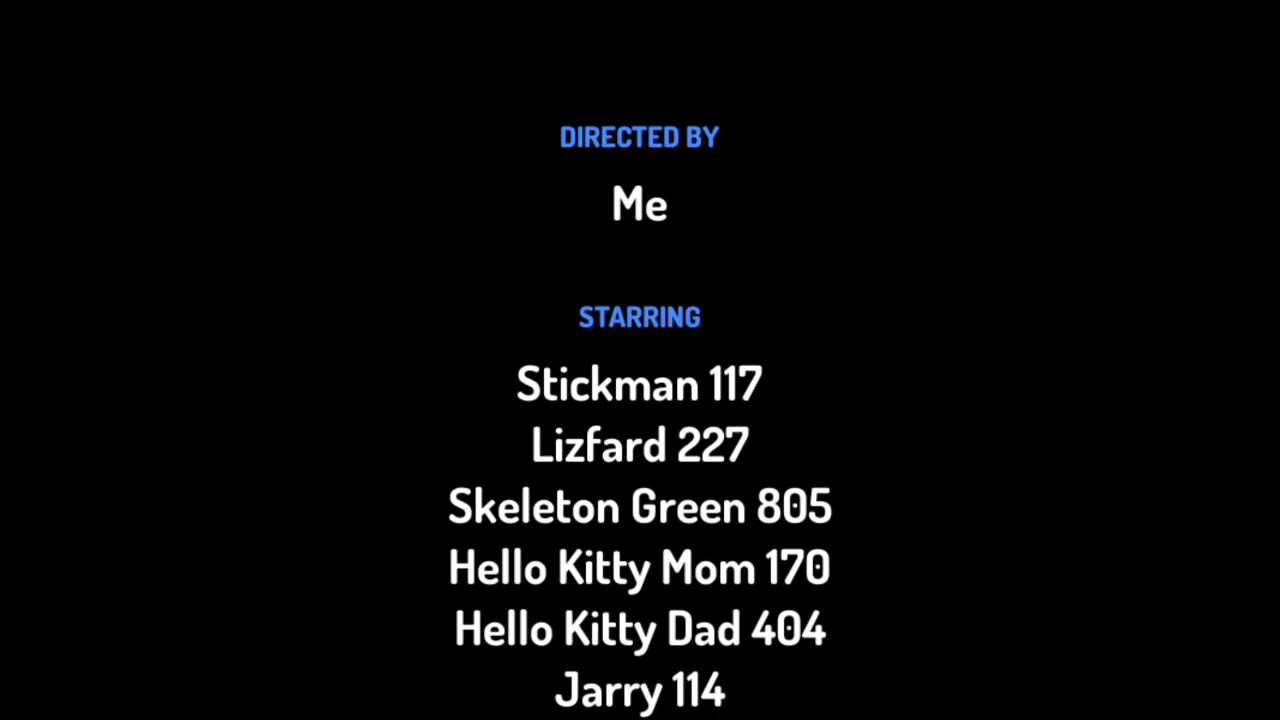 DIRECTED BY
Me
STARRING
Stickman 117
Lizfard 227
Skeleton Green 805
Hello Kitty Mom 170
Hello Kitty Dad 404
Jarry 114